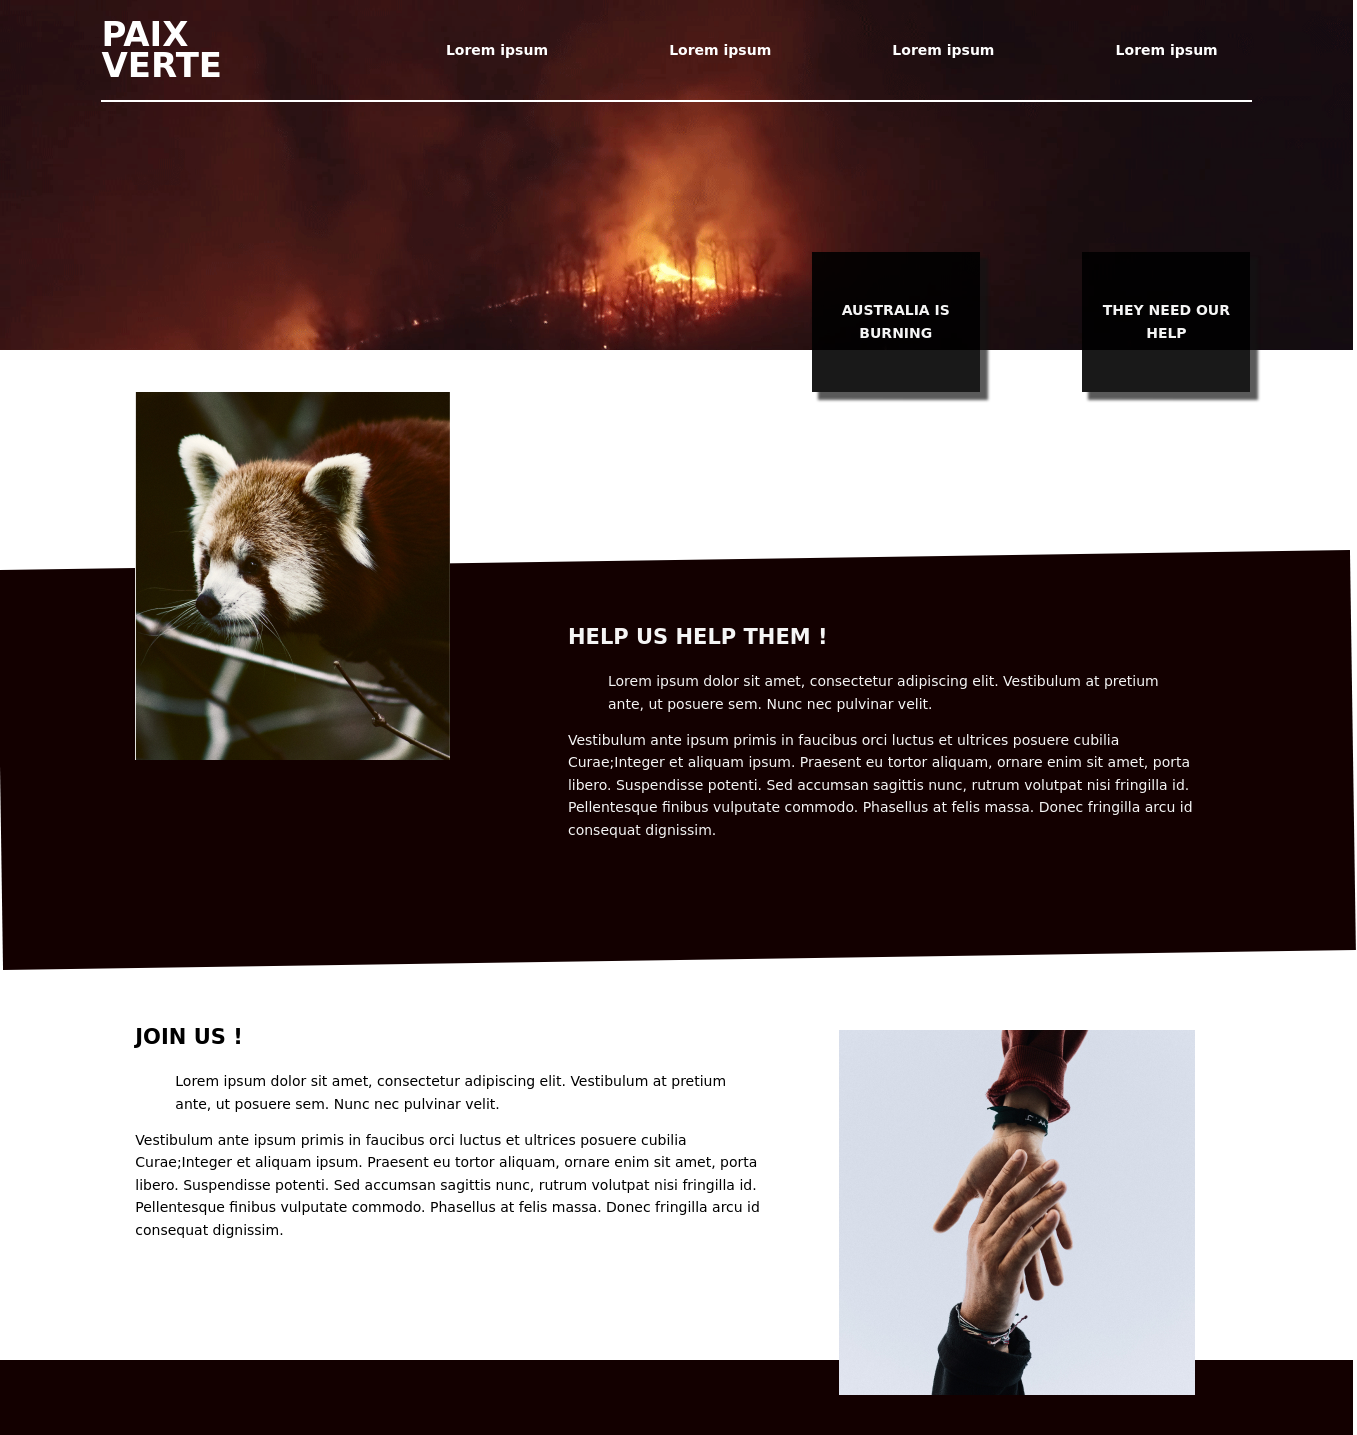 PAIX
VERTE
Lorem ipsum
Lorem ipsum
Lorem ipsum
Lorem ipsum
AUSTRALIA IS
BURNING
THEY NEED OUR
HELP
HELP US HELP THEM !
Lorem ipsum dolor sit amet, consectetur adipiscing elit. Vestibulum at pretium
ante, ut posuere sem. Nunc nec pulvinar velit.
Vestibulum ante ipsum primis in faucibus orci luctus et ultrices posuere cubilia
Curae;Integer et aliquam ipsum. Praesent eu tortor aliquam, ornare enim sit amet, porta
libero. Suspendisse potenti. Sed accumsan sagittis nunc, rutrum volutpat nisi fringilla id.
Pellentesque finibus vulputate commodo. Phasellus at felis massa. Donec fringilla arcu id
consequat dignissim.
JOIN US !
Lorem ipsum dolor sit amet, consectetur adipiscing elit. Vestibulum at pretium
ante, ut posuere sem. Nunc nec pulvinar velit.
Vestibulum ante ipsum primis in faucibus orci luctus et ultrices posuere cubilia
Curae;Integer et aliquam ipsum. Praesent eu tortor aliquam, ornare enim sit amet, porta
libero. Suspendisse potenti. Sed accumsan sagittis nunc, rutrum volutpat nisi fringilla id.
Pellentesque finibus vulputate commodo. Phasellus at felis massa. Donec fringilla arcu id
consequat dignissim.